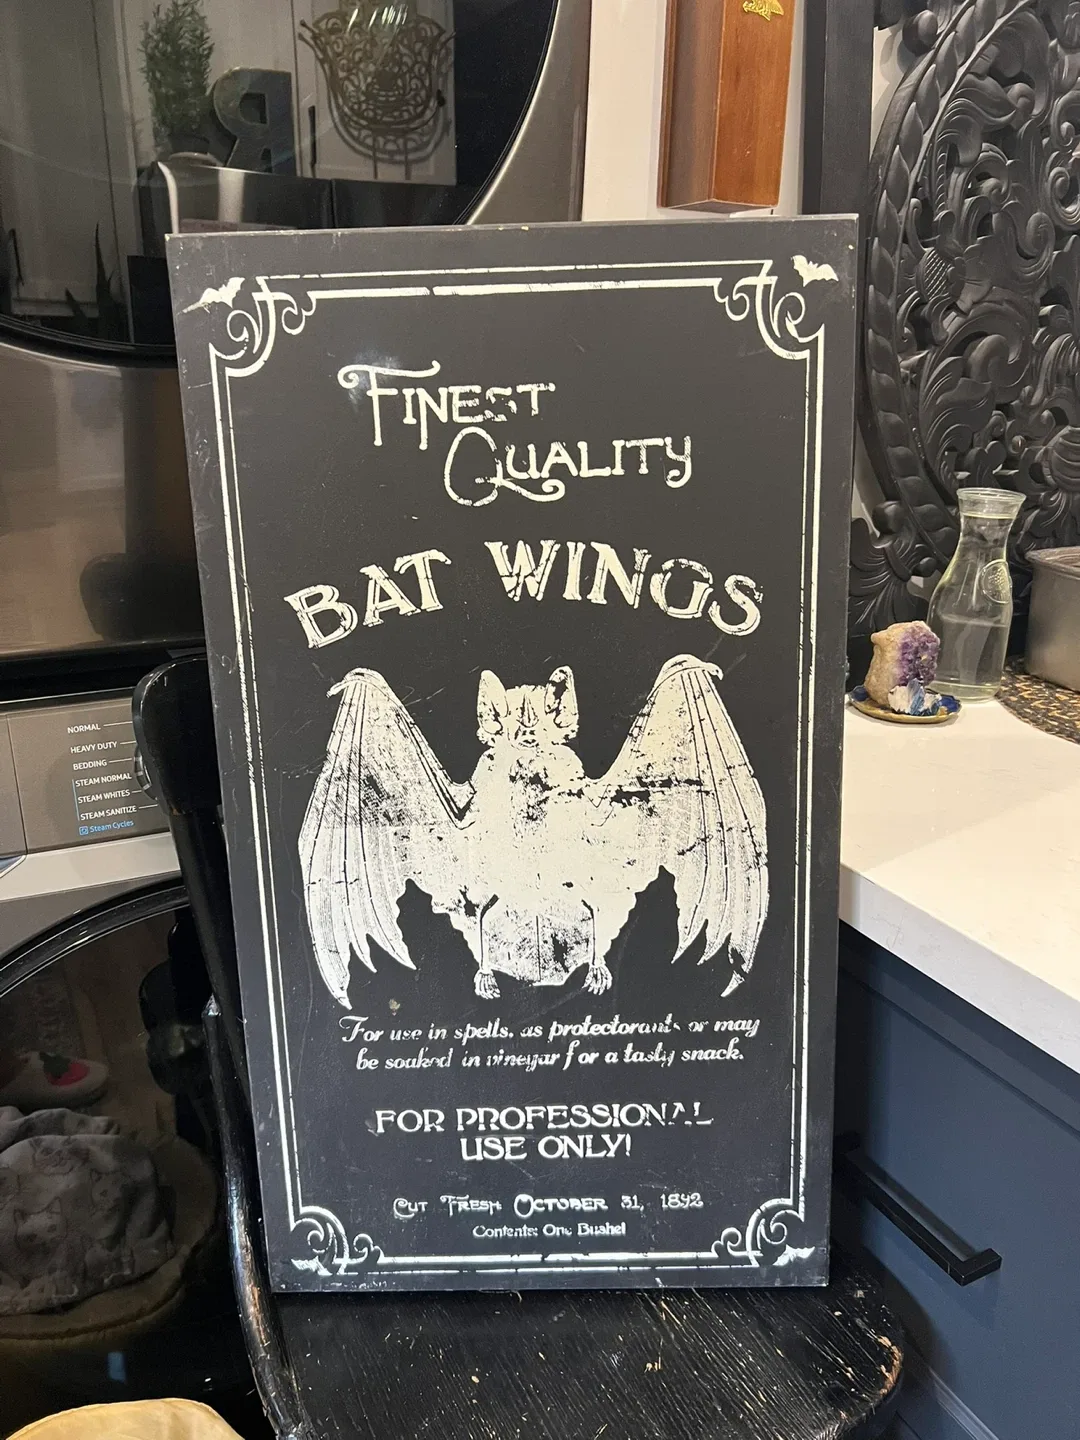 R
FINEST
QUALITY
BAT WINGS
For use in spells, as protectorants or may
be soaked in vinegar for a tasty snack.
FOR PROFESSIONAL
USE ONLY!
CUT FRESH OCTOBER 31, 1892
Contents: One Bushel
NORMAL
HEAVY DUTY
BEDDING
STEAM NORMAL
STEAM WHITES
STEAM SANITIZE
Steam Cycles